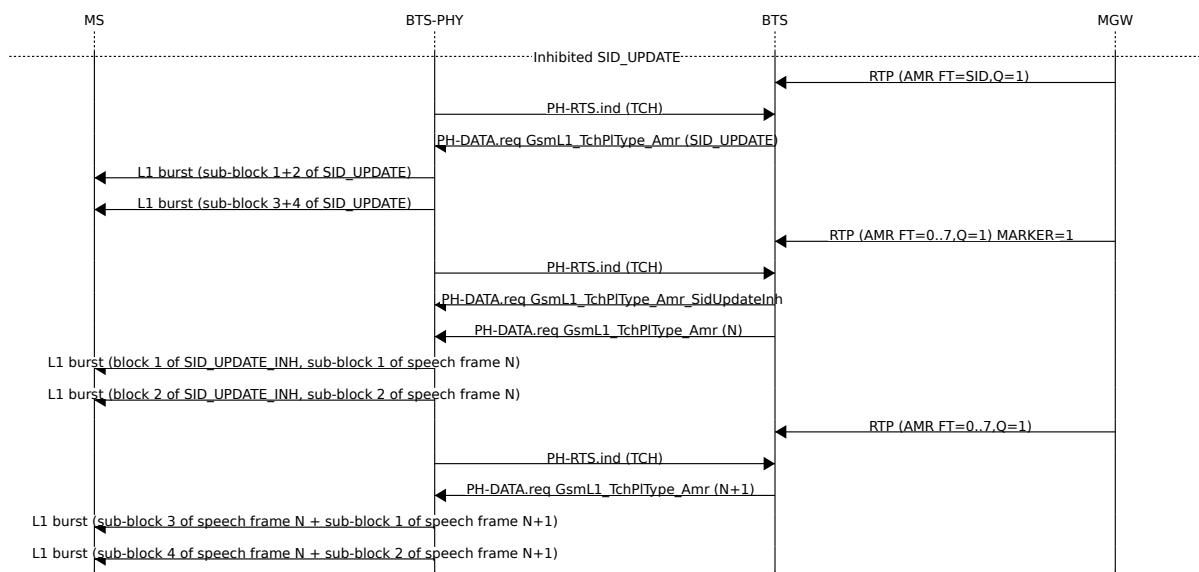 MS BTS-PHY BTS MGW
Inhibited SID_UPDATE
RTP (AMR FT=SID,Q=1)
PH-RTS.ind (TCH)
PH-DATA.req GsmL1_TchPlType_Amr (SID_UPDATE)
L1 burst (sub-block 1+2 of SID_UPDATE)
L1 burst (sub-block 3+4 of SID_UPDATE)
RTP (AMR FT=0..7,Q=1) MARKER=1
PH-RTS.ind (TCH)
PH-DATA.req GsmL1_TchPlType_Amr_SidUpdateInh
PH-DATA.req GsmL1_TchPlType_Amr (N)
L1 burst (block 1 of SID_UPDATE_INH, sub-block 1 of speech frame N)
L1 burst (block 2 of SID_UPDATE_INH, sub-block 2 of speech frame N)
RTP (AMR FT=0..7,Q=1)
PH-RTS.ind (TCH)
PH-DATA.req GsmL1_TchPlType_Amr (N+1)
L1 burst (sub-block 3 of speech frame N + sub-block 1 of speech frame N+1)
L1 burst (sub-block 4 of speech frame N + sub-block 2 of speech frame N+1)